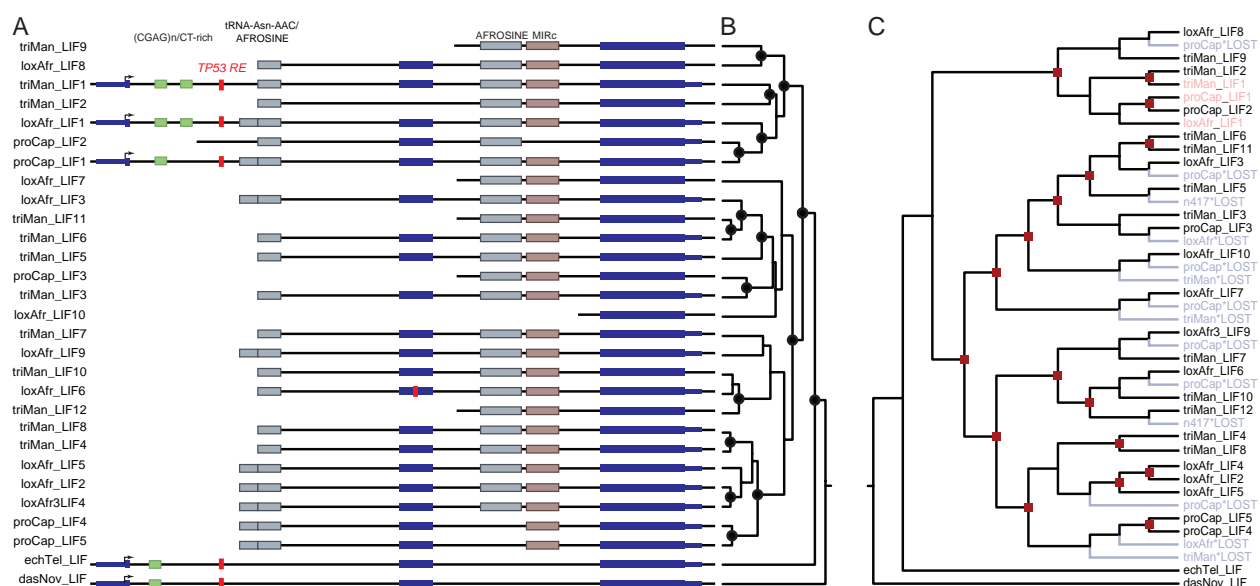 A
B
C
(CGAG)n/CT-rich
tRNA-Asn-AAC/
AFROSINE
TP53 RE
AFROSINE MIRc
triMan_LIF9
loxAfr_LIF8
triMan_LIF1
triMan_LIF2
loxAfr_LIF1
proCap_LIF2
proCap_LIF1
loxAfr_LIF7
loxAfr_LIF3
triMan_LIF11
triMan_LIF6
triMan_LIF5
proCap_LIF3
triMan_LIF3
loxAfr_LIF10
triMan_LIF7
loxAfr_LIF9
triMan_LIF10
loxAfr_LIF6
triMan_LIF12
triMan_LIF8
triMan_LIF4
loxAfr_LIF5
loxAfr_LIF2
loxAfr3LIF4
proCap_LIF4
proCap_LIF5
echTel_LIF
dasNov_LIF
loxAfr_LIF8
proCap*LOST
triMan_LIF9
triMan_LIF2
triMan_LIF1
proCap_LIF1
proCap_LIF2
loxAfr_LIF1
triMan_LIF6
triMan_LIF11
loxAfr_LIF3
proCap*LOST
triMan_LIF5
n417*LOST
triMan_LIF3
proCap_LIF3
loxAfr*LOST
loxAfr_LIF10
proCap*LOST
triMan*LOST
loxAfr_LIF7
proCap*LOST
triMan*LOST
loxAfr3_LIF9
proCap*LOST
triMan_LIF7
loxAfr_LIF6
proCap*LOST
triMan_LIF10
triMan_LIF12
n417*LOST
triMan_LIF4
triMan_LIF8
loxAfr_LIF4
loxAfr_LIF2
loxAfr_LIF5
proCap*LOST
proCap_LIF5
proCap_LIF4
loxAfr*LOST
triMan*LOST
echTel_LIF
dasNov_LIF